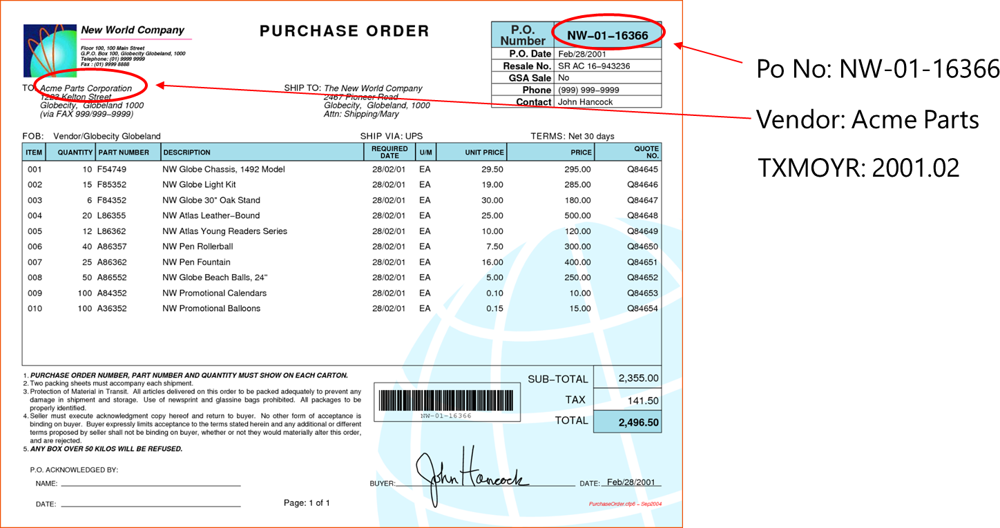 New World Company
Floor 100, 100 Main Street
G.P.O. Box 100, Globecity Globeland, 1000
Telephone: (01) 9999 9999
Fax : (01) 9999 8888
PURCHASE ORDER
P.O. Number NW-01-16366
P.O. Date Feb/28/2001
Resale No. SR AC 16-943236
GSA Sale No
Phone (999) 999-9999
Contact John Hancock
TO: Acme Parts Corporation
1223 Kelton Street
Globecity, Globeland 1000
(via FAX 999/999-9999)
SHIP TO: The New World Company
2467 Pioneer Road
Globecity, Globeland, 1000
Attn: Shipping/Mary
FOB: Vendor/Globecity Globeland SHIP VIA: UPS TERMS: Net 30 days
ITEM QUANTITY PART NUMBER DESCRIPTION REQUIRED DATE U/M UNIT PRICE PRICE QUOTE NO.
001 10 F54749 NW Globe Chassis, 1492 Model 28/02/01 EA 29.50 295.00 Q84645
002 15 F85352 NW Globe Light Kit 28/02/01 EA 19.00 285.00 Q84646
003 6 F84352 NW Globe 30" Oak Stand 28/02/01 EA 30.00 180.00 Q84647
004 20 L86355 NW Atlas Leather-Bound 28/02/01 EA 25.00 500.00 Q84648
005 12 L86362 NW Atlas Young Readers Series 28/02/01 EA 10.00 120.00 Q84649
006 40 A86357 NW Pen Rollerball 28/02/01 EA 7.50 300.00 Q84650
007 25 A86362 NW Pen Fountain 28/02/01 EA 16.00 400.00 Q84651
008 50 A86552 NW Globe Beach Balls, 24" 28/02/01 EA 5.00 250.00 Q84652
009 100 A84352 NW Promotional Calendars 28/02/01 EA 0.10 10.00 Q84653
010 100 A36352 NW Promotional Balloons 28/02/01 EA 0.15 15.00 Q84654
1. PURCHASE ORDER NUMBER, PART NUMBER AND QUANTITY MUST SHOW ON EACH CARTON.
2. Two packing sheets must accompany each shipment.
3. Protection of Material in Transit. All articles delivered on this order to be packed adequately to prevent any
damage in shipment and storage. Use of newsprint and glassine bags prohibited. All packages to be
properly identified.
4. Seller must execute acknowledgment copy hereof and return to buyer. No other form of acceptance is
binding on buyer. Buyer expressly limits acceptance to the terms stated herein and any additional or different
terms proposed by seller shall not be binding on buyer, whether or not they would materially alter this order,
and are rejected.
5. ANY BOX OVER 50 KILOS WILL BE REFUSED.
NW-01-16366
SUB-TOTAL 2,355.00
TAX 141.50
TOTAL 2,496.50
P.O. ACKNOWLEDGED BY:
NAME:
DATE:
Page: 1 of 1
BUYER: John Hancock DATE: Feb/28/2001
PurchaseOrder.cfp6 - Sep2004
Po No: NW-01-16366
Vendor: Acme Parts
TXMOYR: 2001.02